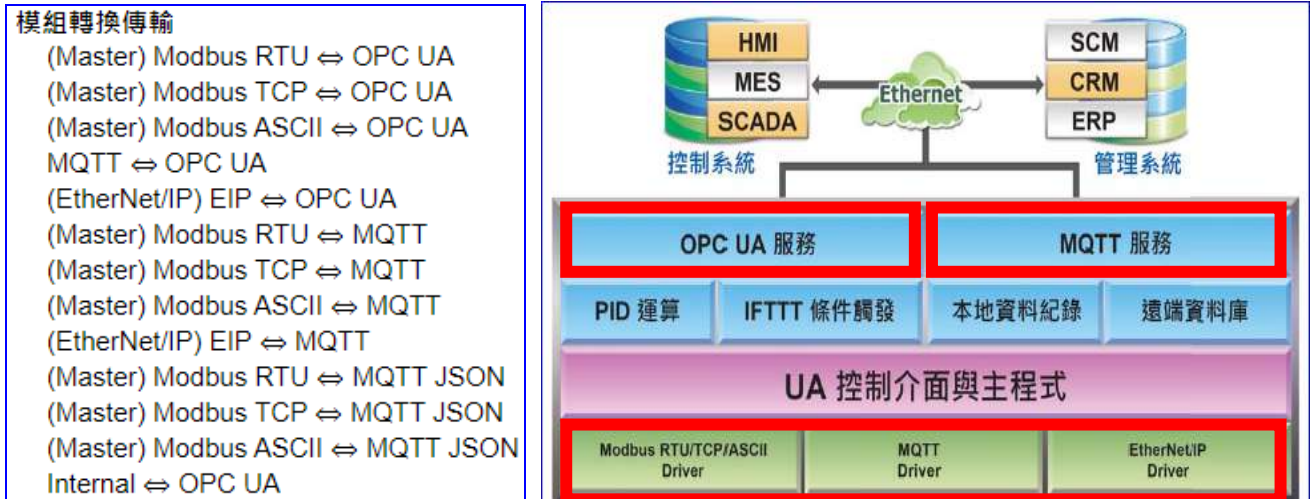 模組轉換傳輸
(Master) Modbus RTU ⇔ OPC UA
(Master) Modbus TCP ⇔ OPC UA
(Master) Modbus ASCII ⇔ OPC UA
MQTT ⇔ OPC UA
(EtherNet/IP) EIP ⇔ OPC UA
(Master) Modbus RTU ⇔ MQTT
(Master) Modbus TCP ⇔ MQTT
(Master) Modbus ASCII ⇔ MQTT
(EtherNet/IP) EIP ⇔ MQTT
(Master) Modbus RTU ⇔ MQTT JSON
(Master) Modbus TCP ⇔ MQTT JSON
(Master) Modbus ASCII ⇔ MQTT JSON
Internal ⇔ OPC UA
HMI
MES
SCADA
控制系統
Ethernet
SCM
CRM
ERP
管理系統
OPC UA 服務
MQTT 服務
PID 運算
IFTTT 條件觸發
本地資料紀錄
遠端資料庫
UA 控制介面與主程式
Modbus RTU/TCP/ASCII
Driver
MQTT
Driver
EtherNet/IP
Driver